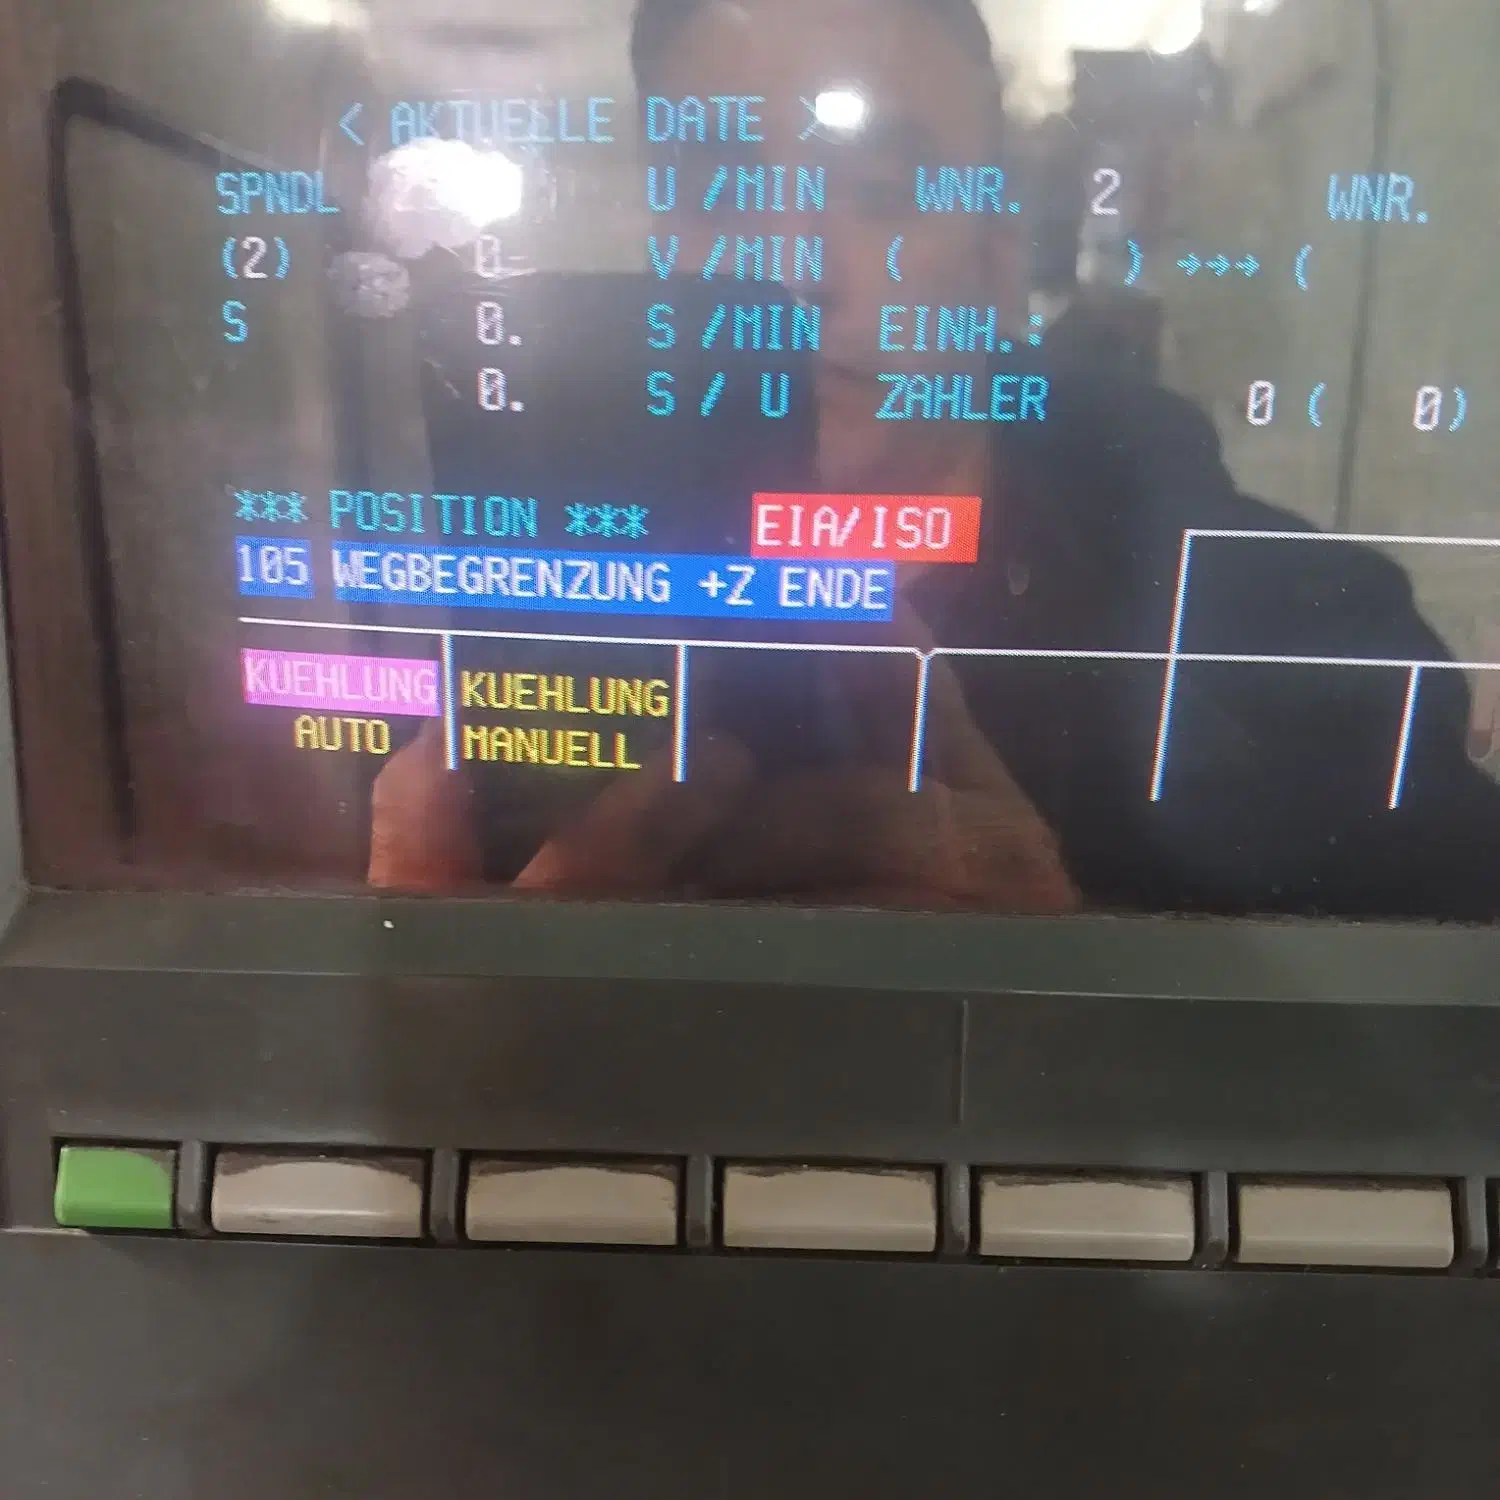 < AKTUELLE DATE >
SPNDL U /MIN WNR. 2 WNR.
(2) 0. V /MIN ( ) →→→ (
S 0. S /MIN EINH.:
0. S / U ZAHLER 0 ( 0)
*** POSITION *** EIA/ISO
105 WEGBEGRENZUNG +Z ENDE
KUEHLUNG KUEHLUNG
AUTO MANUELL